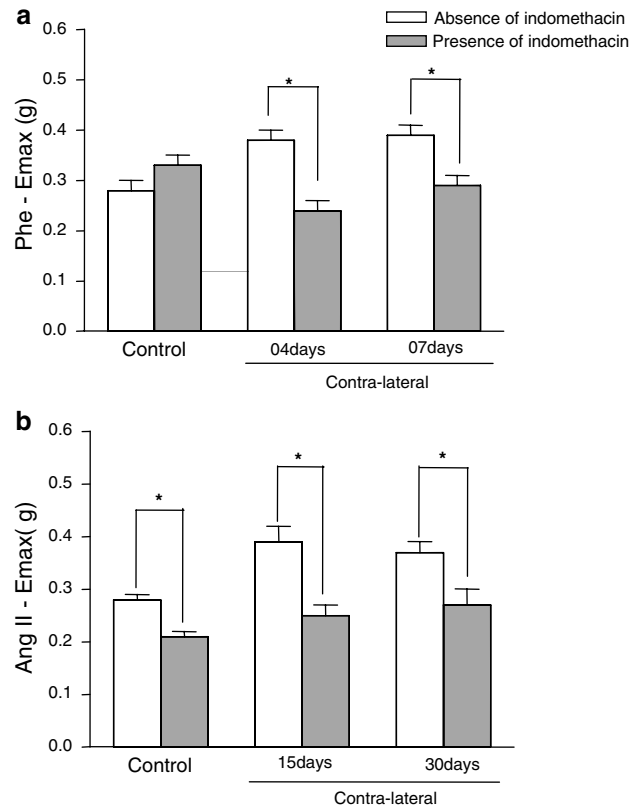 a
Absence of indomethacin
Presence of indomethacin
Phe - Emax (g)
0.6
0.5
0.4
0.3
0.2
0.1
0.0
*
*
Control
04days
07days
Contra-lateral
b
Ang II - Emax( g)
0.6
0.5
0.4
0.3
0.2
0.1
0.0
*
*
*
Control
15days
30days
Contra-lateral